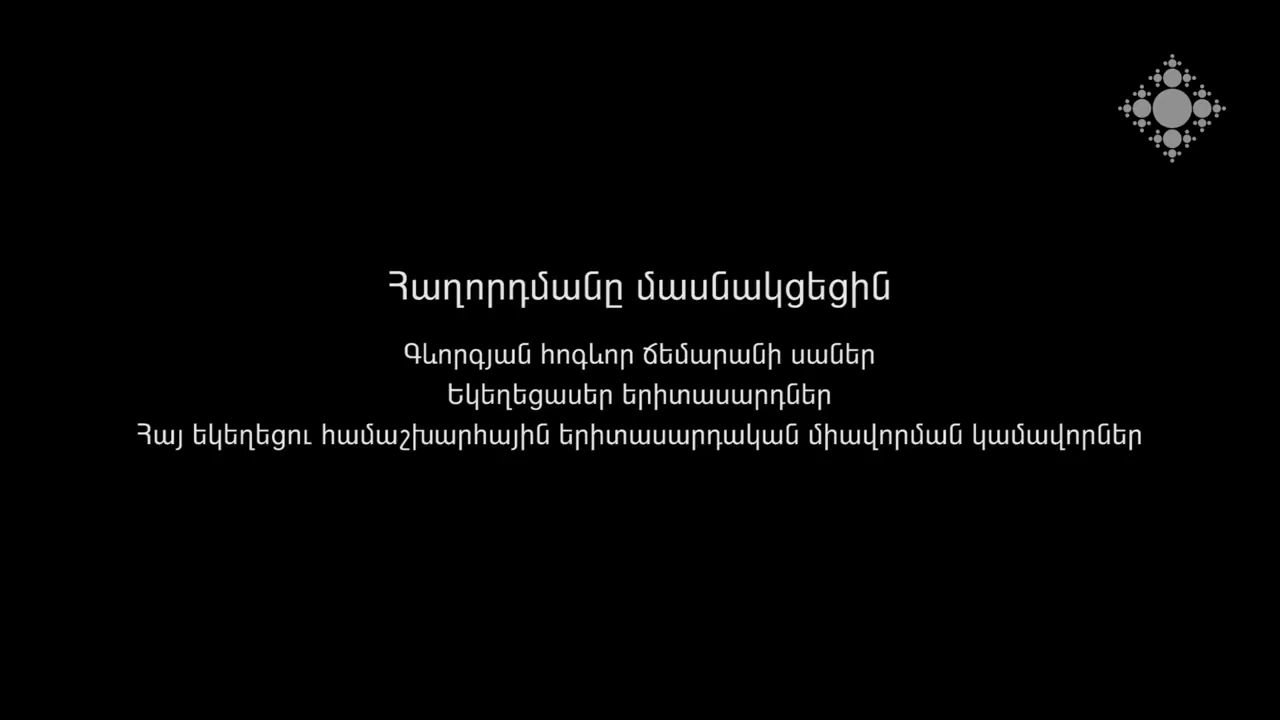 Հաղորդմանը մասնակցեցին
Գևորգյան հոգևոր ճեմարանի սաներ
Եկեղեցասեր երիտասարդներ
Հայ եկեղեցու համաշխարհային երիտասարդական միավորման կամավորներ